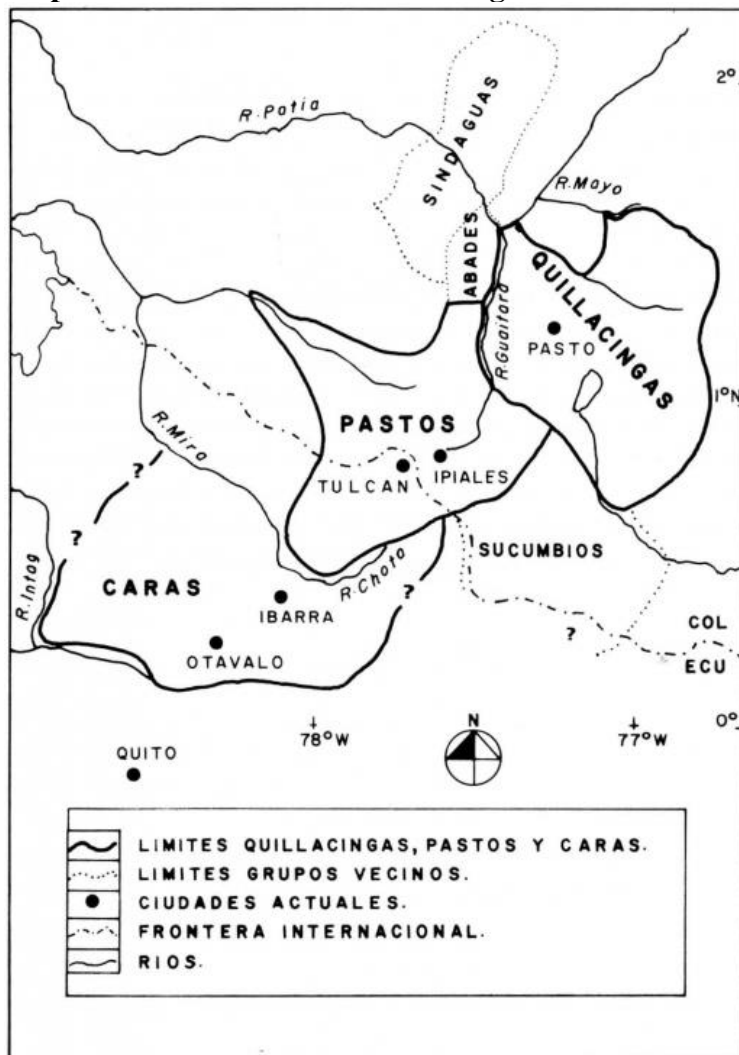 2°
R. Patia
SINDAGUAS
R. Mayo
ABADES
QUILLACINGAS
R. Guaitara
PASTO
1°N
PASTOS
R. Mira
IPIALES
TULCAN
?
?
SUCUMBIOS
R. Intag
CARAS
R. Chota
?
IBARRA
?
COL
OTAVALO
ECU
N
0°
78°W
77°W
QUITO
LIMITES QUILLACINGAS, PASTOS Y CARAS.
LIMITES GRUPOS VECINOS.
CIUDADES ACTUALES.
FRONTERA INTERNACIONAL.
RIOS.